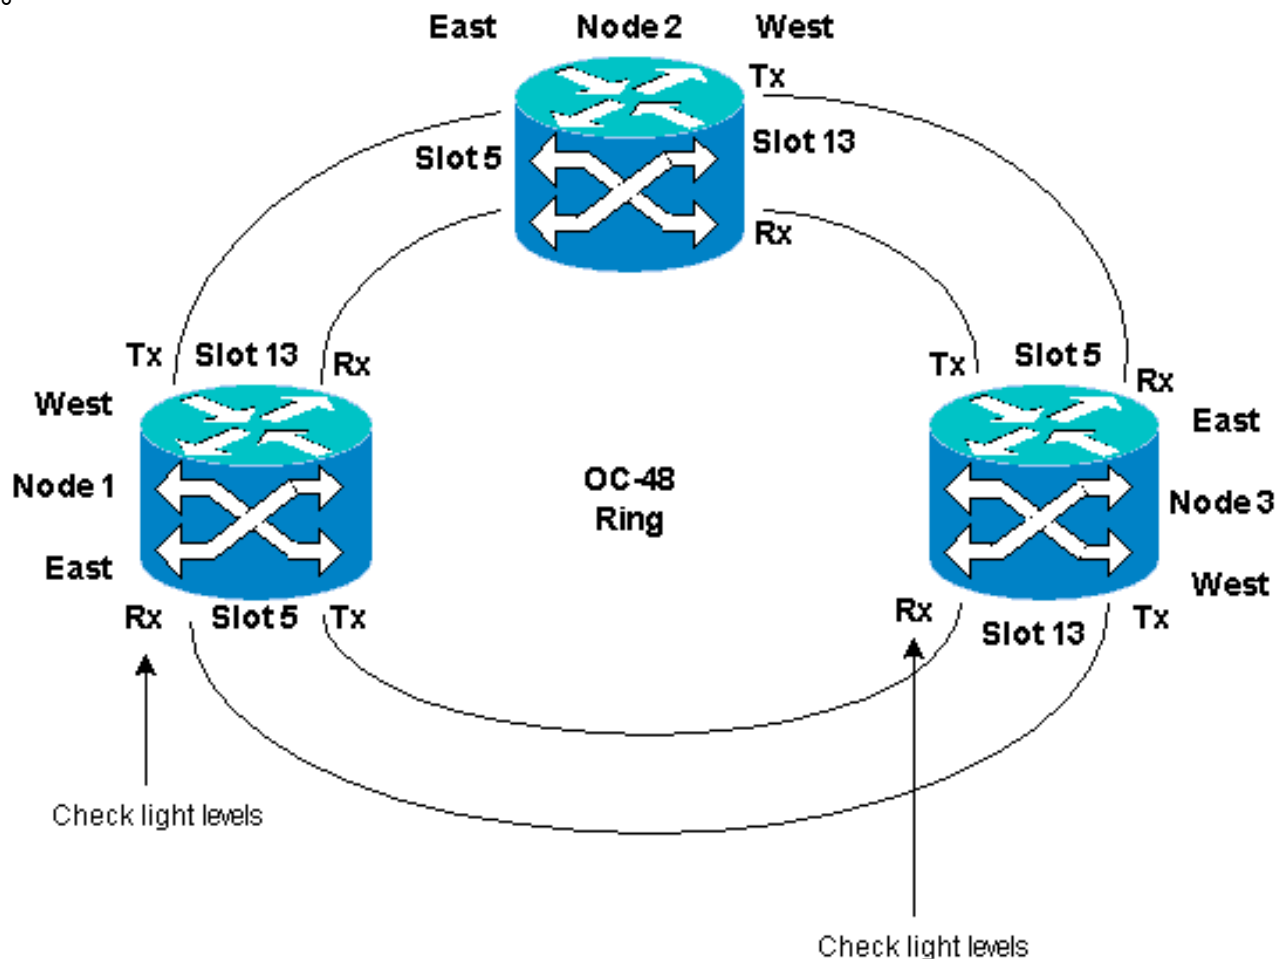 East Node 2 West
Tx
Slot 5
Slot 13
Rx
Tx Slot 13 Rx
Tx Slot 5 Rx
West
East
Node 1
OC-48
Ring
Node 3
East
West
Rx Slot 5 Tx
Rx Slot 13 Tx
Check light levels
Check light levels